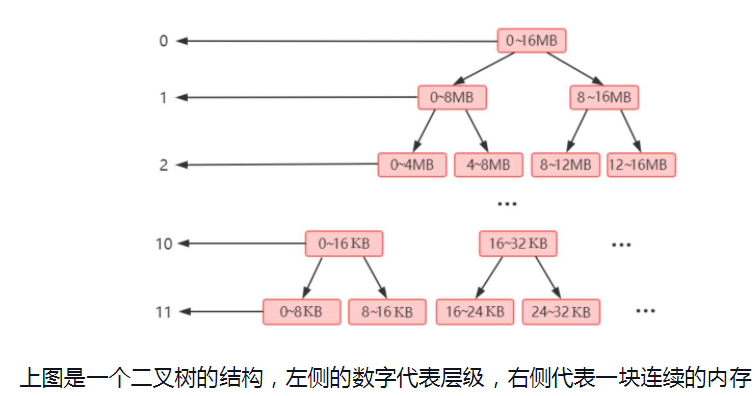 0 0~16MB
1 0~8MB 8~16MB
2 0~4MB 4~8MB 8~12MB 12~16MB
...
10 0~16 KB 16~32 KB ...
11 0~8KB 8~16 KB 16~24 KB 24~32 KB ...
上图是一个二叉树的结构，左侧的数字代表层级，右侧代表一块连续的内存